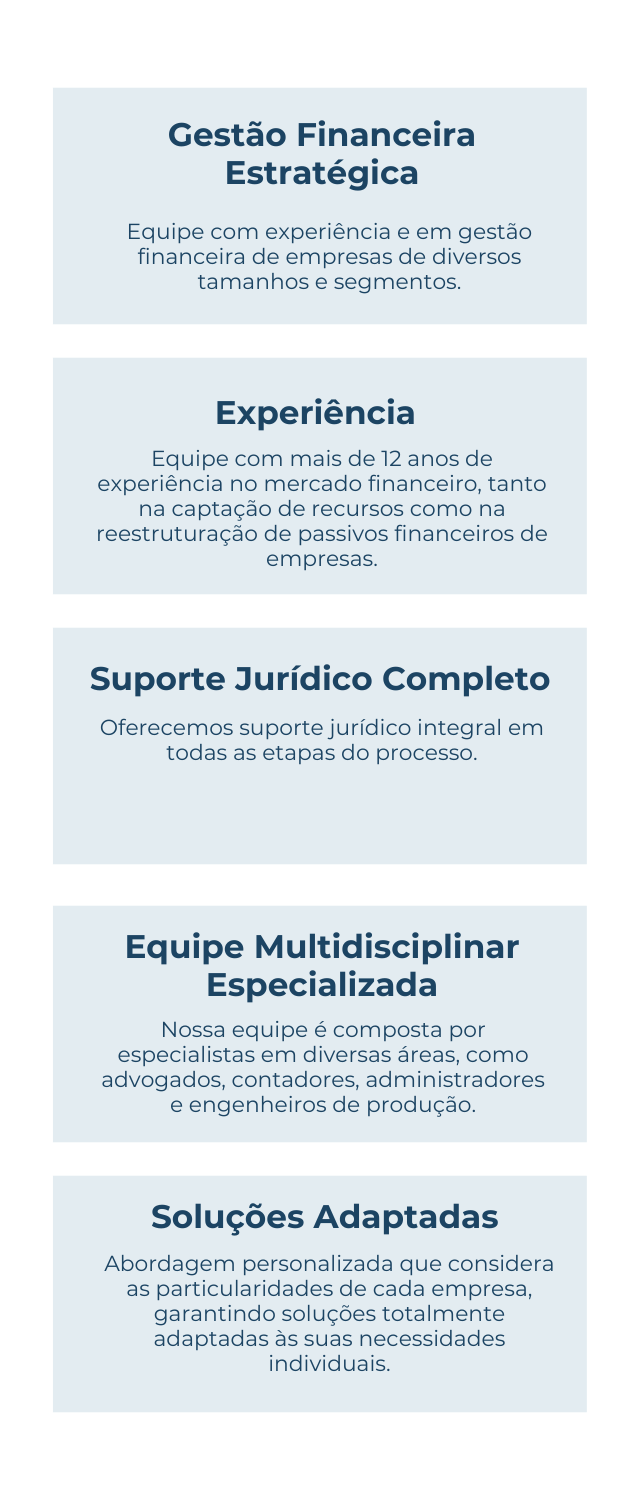 Gestão Financeira
Estratégica
Equipe com experiência e em gestão
financeira de empresas de diversos
tamanhos e segmentos.
Experiência
Equipe com mais de 12 anos de
experiência no mercado financeiro, tanto
na captação de recursos como na
reestruturação de passivos financeiros de
empresas.
Suporte Jurídico Completo
Oferecemos suporte jurídico integral em
todas as etapas do processo.
Equipe Multidisciplinar
Especializada
Nossa equipe é composta por
especialistas em diversas áreas, como
advogados, contadores, administradores
e engenheiros de produção.
Soluções Adaptadas
Abordagem personalizada que considera
as particularidades de cada empresa,
garantindo soluções totalmente
adaptadas às suas necessidades
individuais.